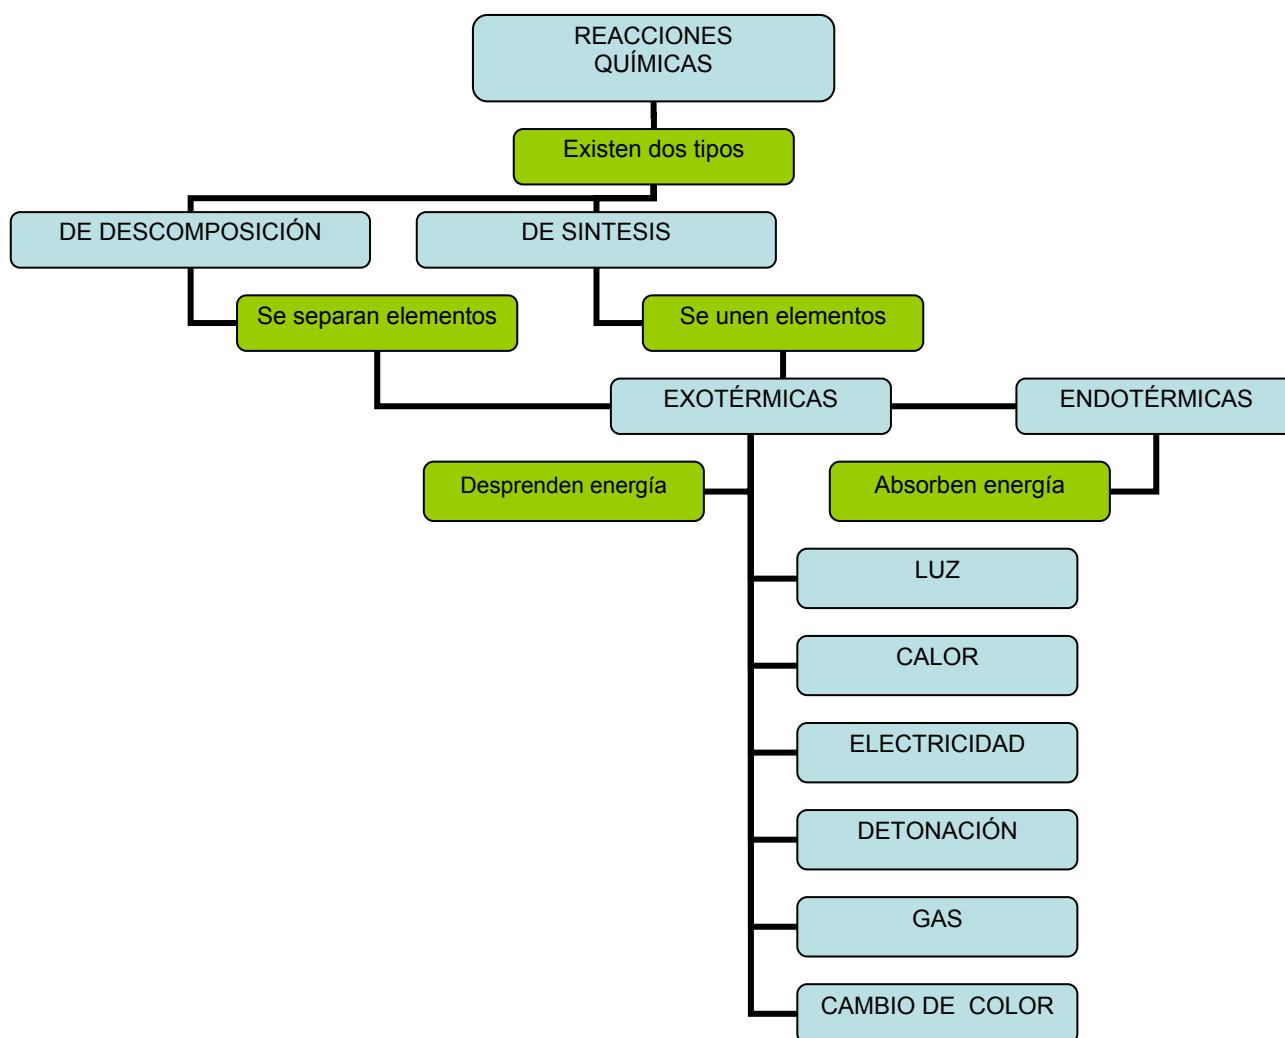 REACCIONES
QUÍMICAS
Existen dos tipos
DE DESCOMPOSICIÓN
DE SINTESIS
Se separan elementos
Se unen elementos
EXOTÉRMICAS
ENDOTÉRMICAS
Desprenden energía
Absorben energía
LUZ
CALOR
ELECTRICIDAD
DETONACIÓN
GAS
CAMBIO DE  COLOR